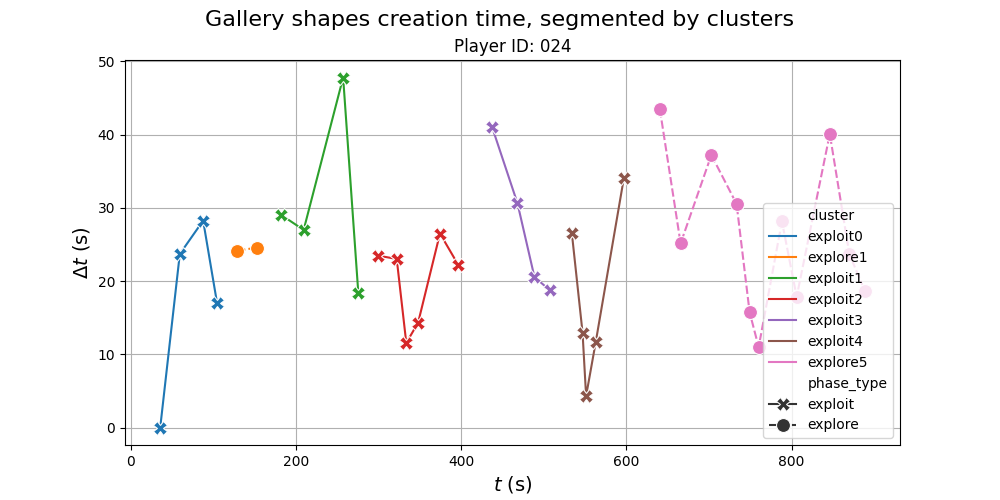 Gallery shapes creation time, segmented by clusters
Player ID: 024
50
40
30
20
10
0
Δt (s)
0 200 400 600 800
t (s)
cluster
exploit0
explore1
exploit1
exploit2
exploit3
exploit4
explore5
phase_type
exploit
explore